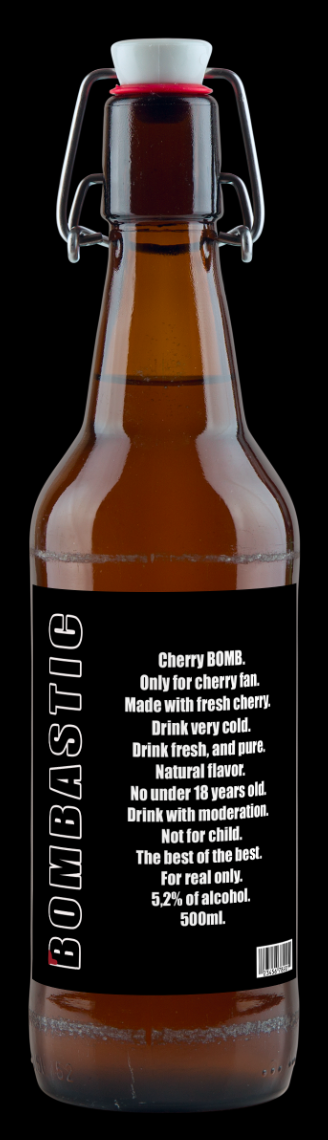 BOMBASTIC
Cherry BOMB.
Only for cherry fan.
Made with fresh cherry.
Drink very cold.
Drink fresh, and pure.
Natural flavor.
No under 18 years old.
Drink with moderation.
Not for child.
The best of the best.
For real only.
5,2% of alcohol.
500ml.